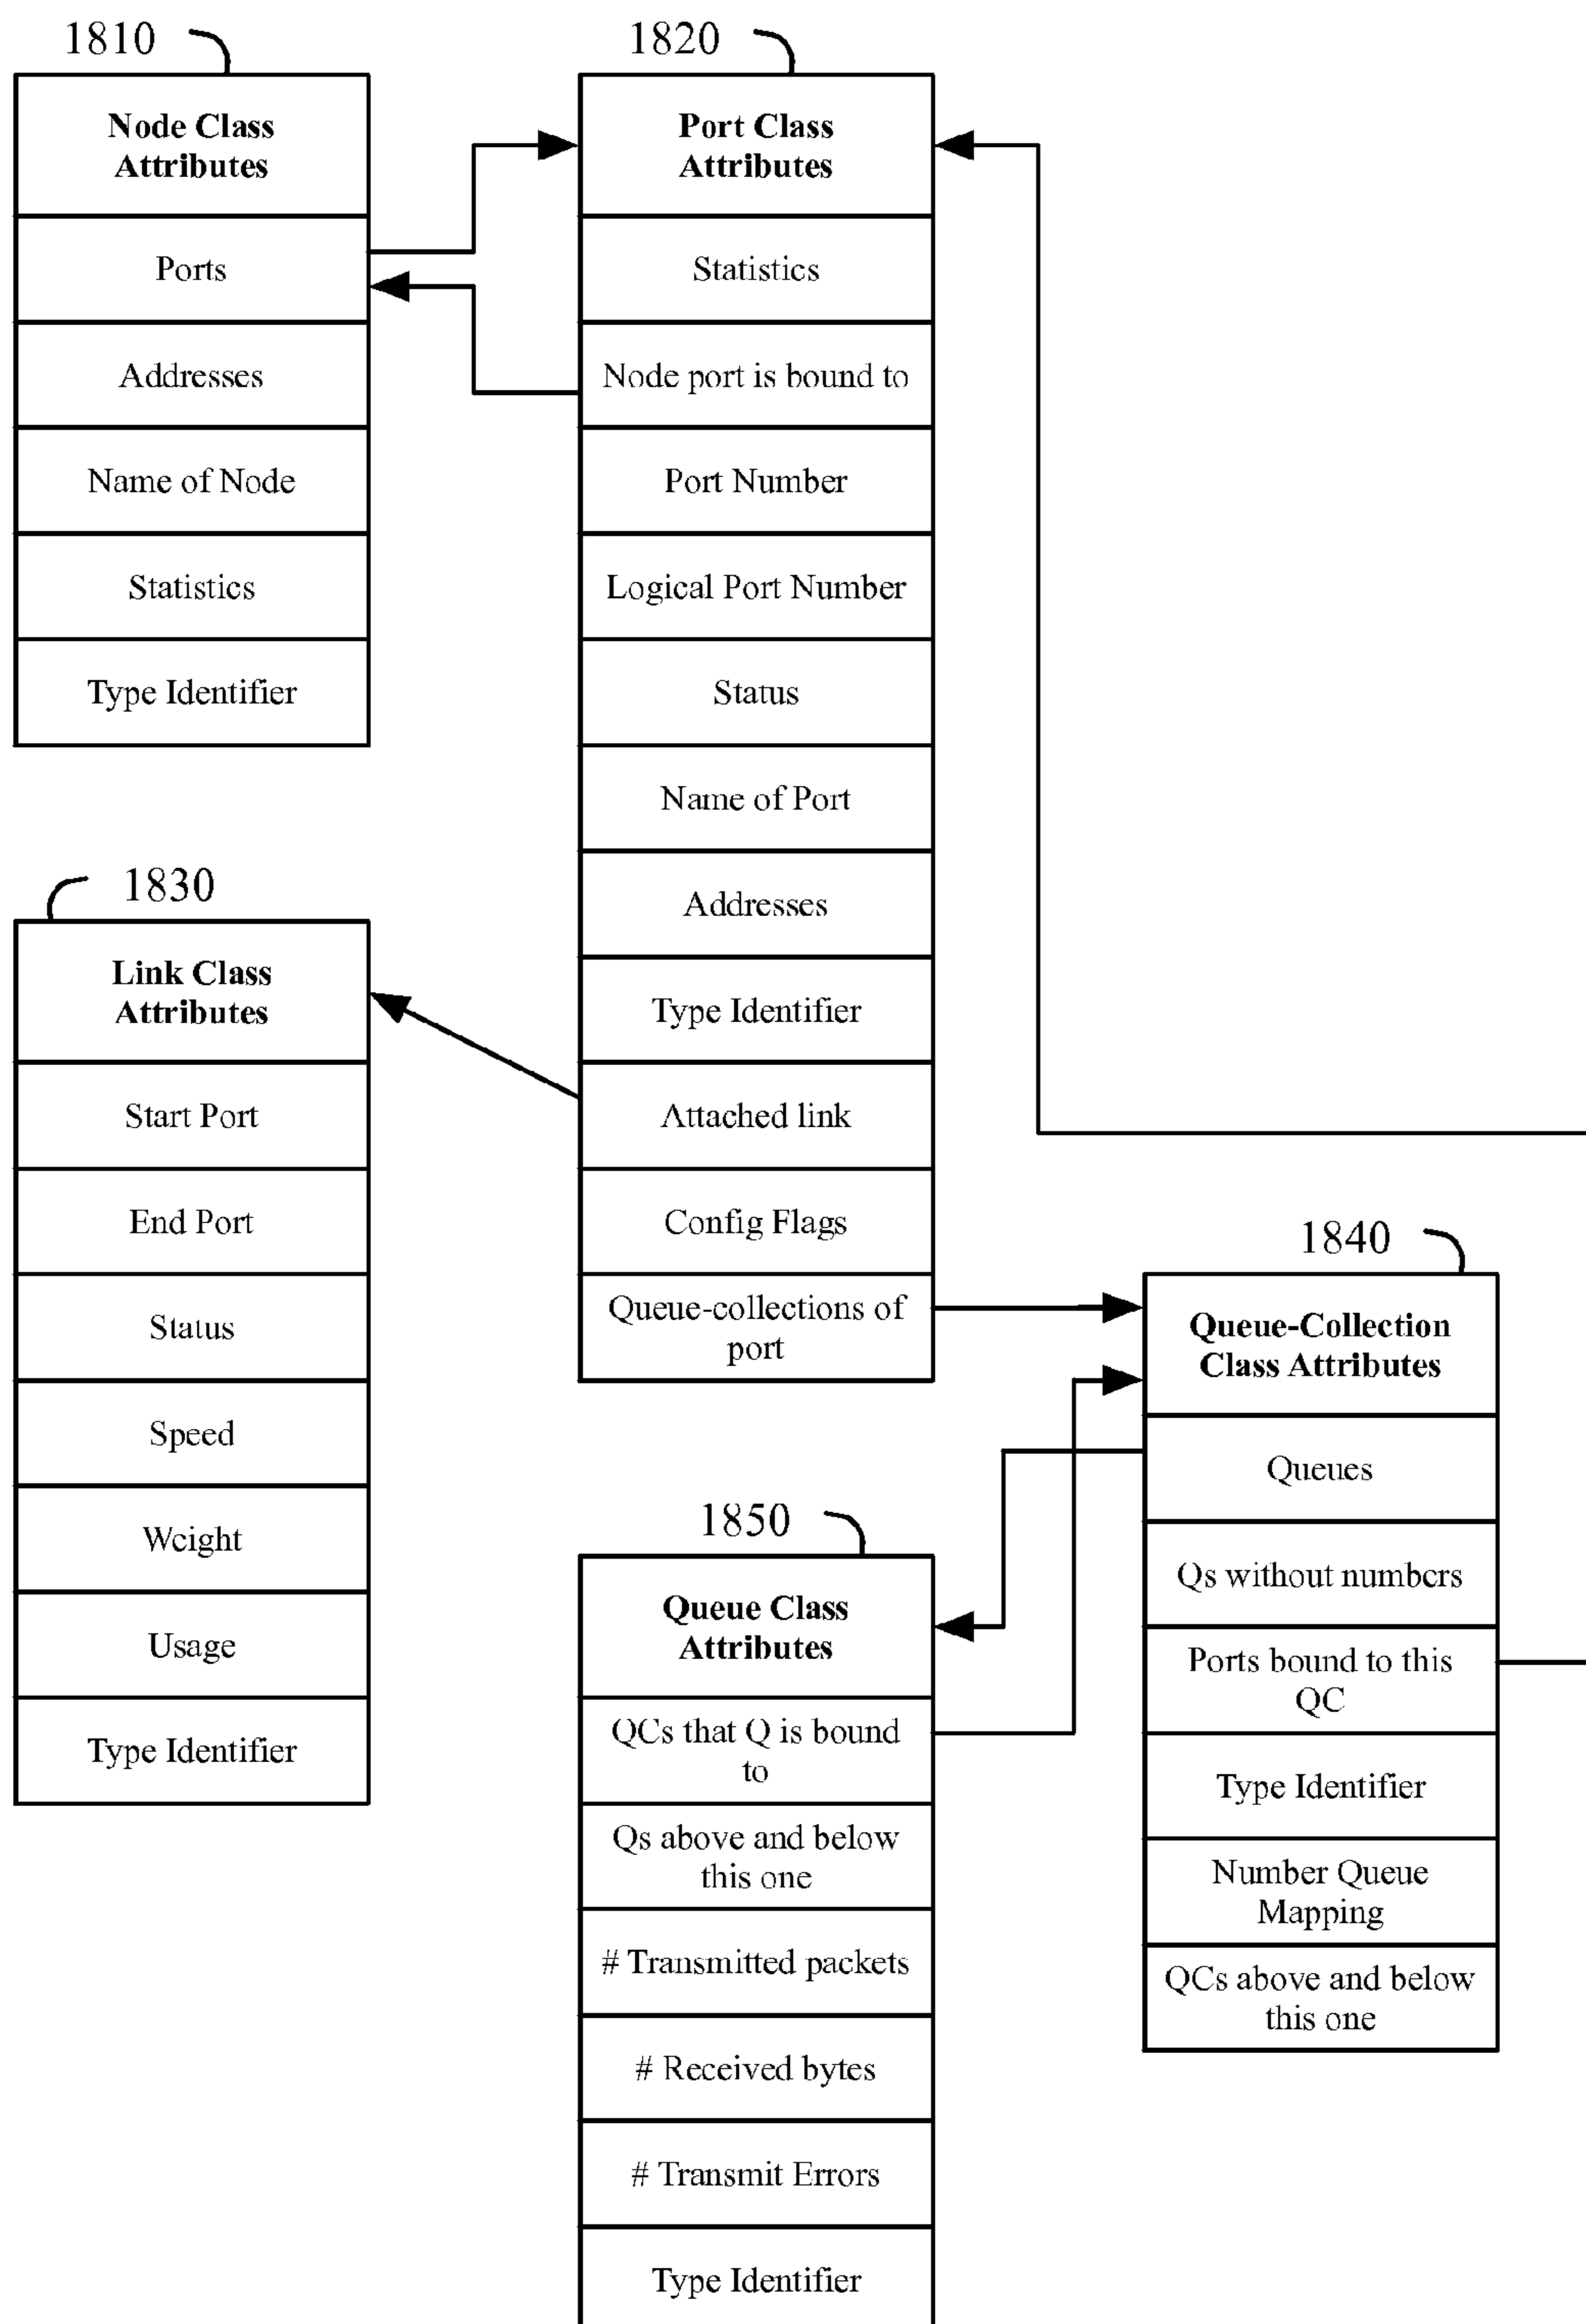 1810
Node Class
Attributes
Ports
Addresses
Name of Node
Statistics
Type Identifier
1820
Port Class
Attributes
Statistics
Node port is bound to
Port Number
Logical Port Number
Status
Name of Port
Addresses
Type Identifier
Attached link
Config Flags
Queue-collections of
port
1830
Link Class
Attributes
Start Port
End Port
Status
Speed
Weight
Usage
Type Identifier
1840
Queue-Collection
Class Attributes
Queues
Qs without numbers
Ports bound to this
QC
Type Identifier
Number Queue
Mapping
QCs above and below
this one
1850
Queue Class
Attributes
QCs that Q is bound
to
Qs above and below
this one
# Transmitted packets
# Received bytes
# Transmit Errors
Type Identifier